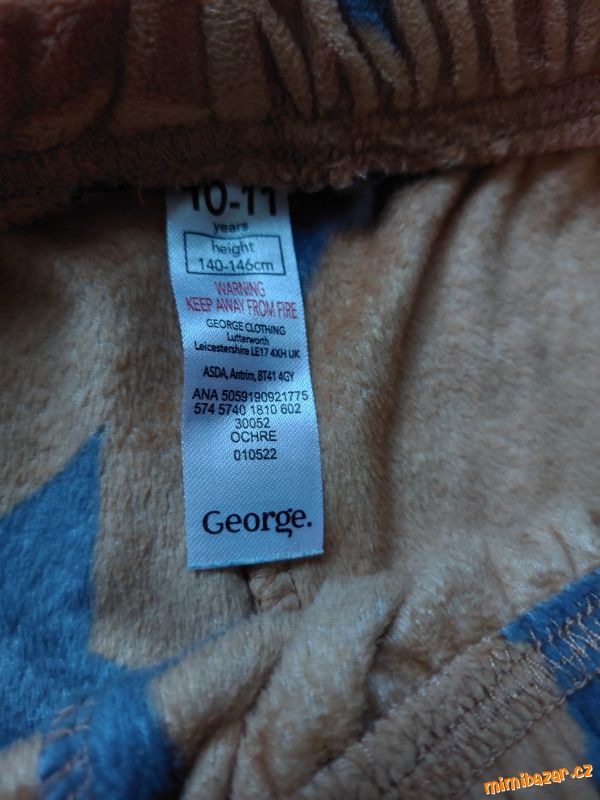 10-11
years
height
140-146cm
WARNING
KEEP AWAY FROM FIRE
GEORGE CLOTHING
Lutterworth
Leicestershire LE17 4XH UK
ASDA, Antrim, BT41 4GY
ANA 5059190921775
574 5740 1810 602
30052
OCHRE
010522
George.
mimibazar.cz